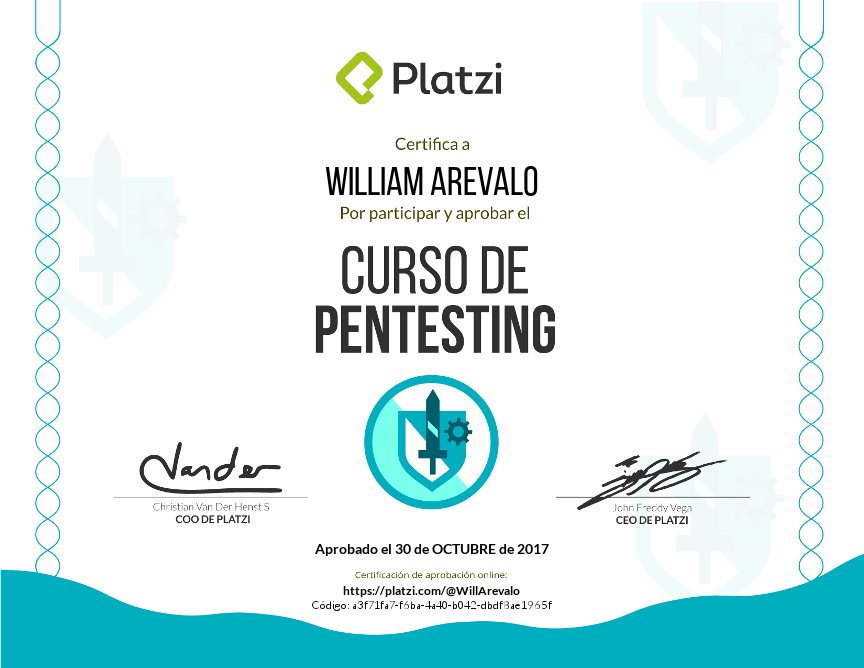 Platzi
Certifica a
WILLIAM AREVALO
Por participar y aprobar el
CURSO DE
PENTESTING
Vander
Christian Van Der Henst S
COO DE PLATZI
John Freddy Vega
CEO DE PLATZI
Aprobado el 30 de OCTUBRE de 2017
Certificación de aprobación online:
https://platzi.com/@WillArevalo
Código: a3f71fa7-f6ba-4a40-b042-dbdf8ae1965f